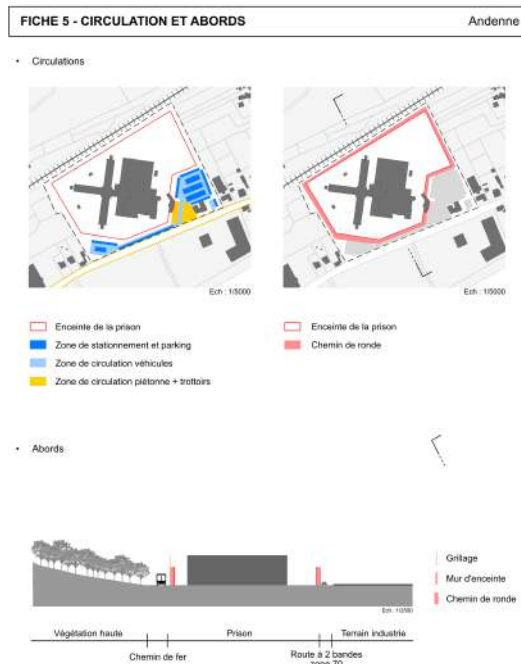 FICHE 5 - CIRCULATION ET ABORDS Andenne
• Circulations
Ech : 1/5000 Ech : 1/5000
Enceinte de la prison
Zone de stationnement et parking
Zone de circulation véhicules
Zone de circulation piétonne + trottoirs
Enceinte de la prison
Chemin de ronde
• Abords
Grillage
Mur d'enceinte
Chemin de ronde
Végétation haute Prison Terrain industrie
Chemin de fer Route à 2 bandes
zone 70